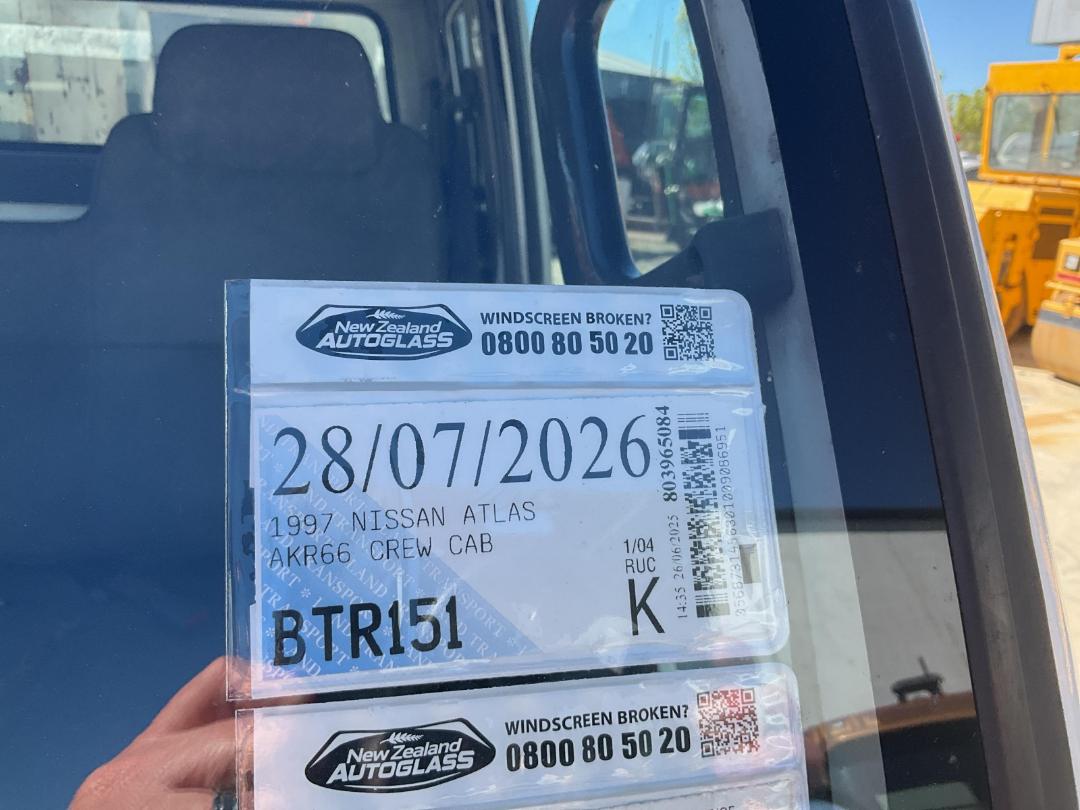 New Zealand
AUTOGLASS
WINDSCREEN BROKEN?
0800 80 50 20
28/07/2026
1997 NISSAN ATLAS
AKR66 CREW CAB
1/04
RUC
K
BTR151
803965084
14:35 26/06/2025
New Zealand
AUTOGLASS
WINDSCREEN BROKEN?
0800 80 50 20